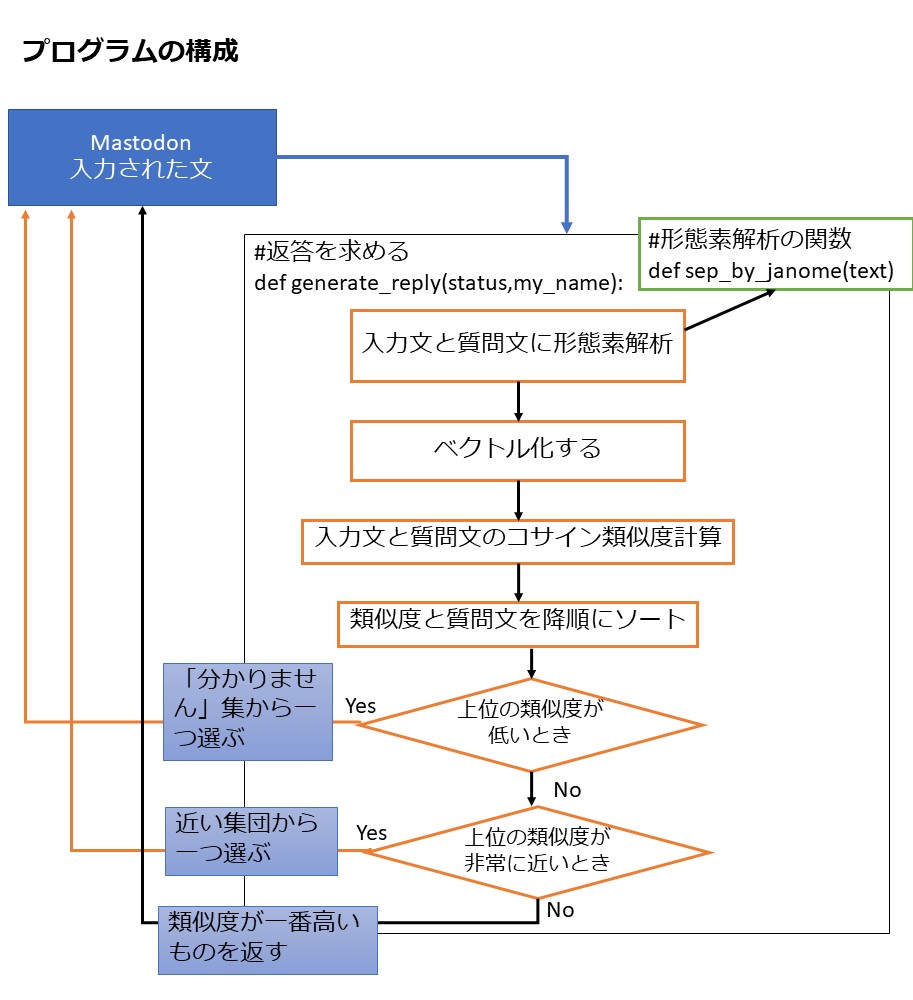 プログラムの構成
Mastodon
入力された文
#返答を求める
def generate_reply(status,my_name):
#形態素解析の関数
def sep_by_janome(text)
入力文と質問文に形態素解析
ベクトル化する
入力文と質問文のコサイン類似度計算
類似度と質問文を降順にソート
「分かりませ
ん」集から一
つ選ぶ
Yes
上位の類似度が
低いとき
No
近い集団から
一つ選ぶ
Yes
上位の類似度が
非常に近いとき
No
類似度が一番高い
ものを返す